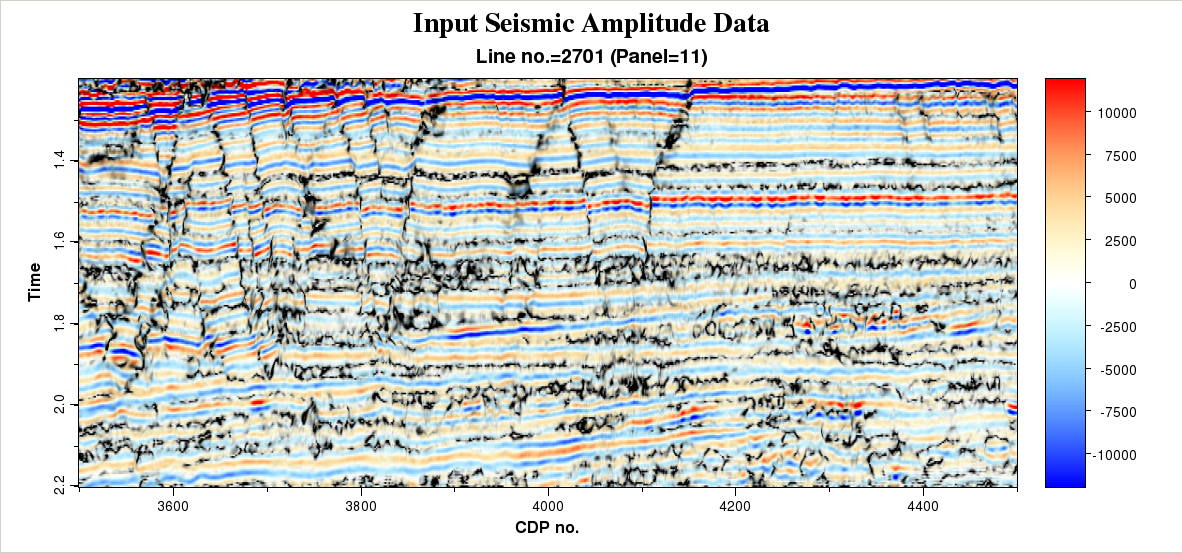 Input Seismic Amplitude Data
Line no.=2701 (Panel=11)
Time
1.4
1.6
1.8
2.0
2.2
3600 3800 4000 4200 4400
CDP no.
10000
7500
5000
2500
0
-2500
-5000
-7500
-10000